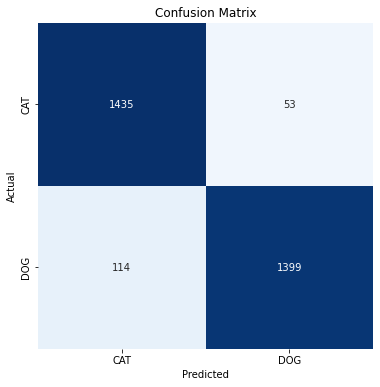 Confusion Matrix
Actual
CAT
1435 53
DOG
114 1399
CAT DOG
Predicted